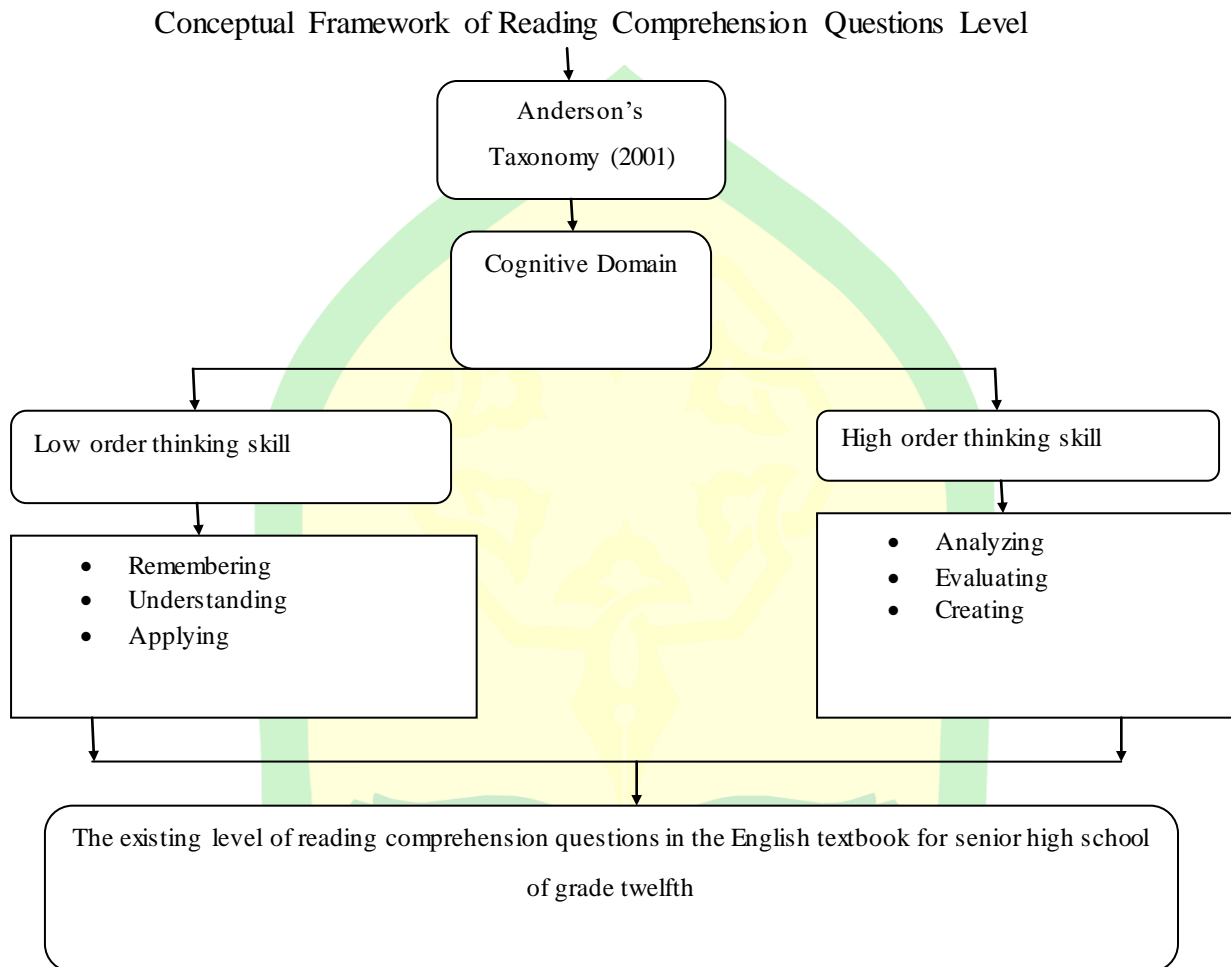 Conceptual Framework of Reading Comprehension Questions Level
Anderson's
Taxonomy (2001)
Cognitive Domain
Low order thinking skill
High order thinking skill
• Remembering
• Understanding
• Applying
• Analyzing
• Evaluating
• Creating
The existing level of reading comprehension questions in the English textbook for senior high school
of grade twelfth